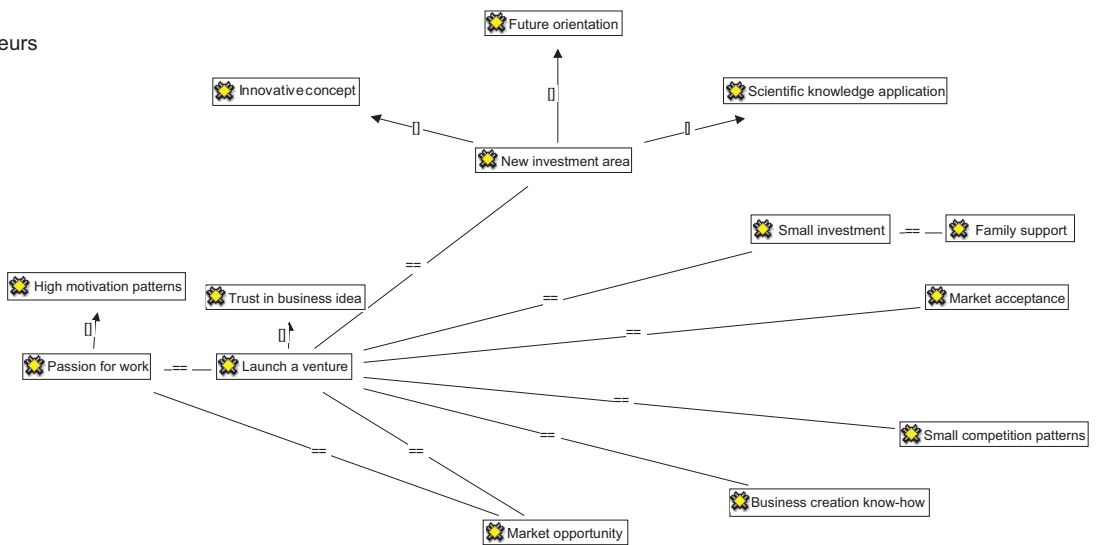 Future orientation
eurs
Innovative concept
[]
Scientific knowledge application
[]
[]
New investment area
Small investment
==
Family support
==
High motivation patterns
Trust in business idea
==
Market acceptance
[]
[]
==
Passion for work
==
Launch a venture
==
Small competition patterns
==
==
==
Business creation know-how
Market opportunity